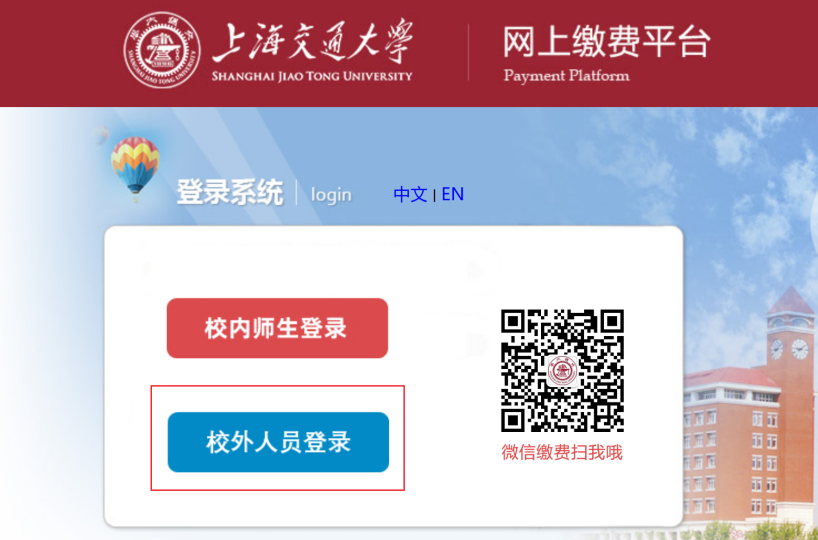 上海交通大学
SHANGHAI JIAO TONG UNIVERSITY
网上缴费平台
Payment Platform
登录系统 | login
中文 | EN
校内师生登录
校外人员登录
微信缴费扫我哦